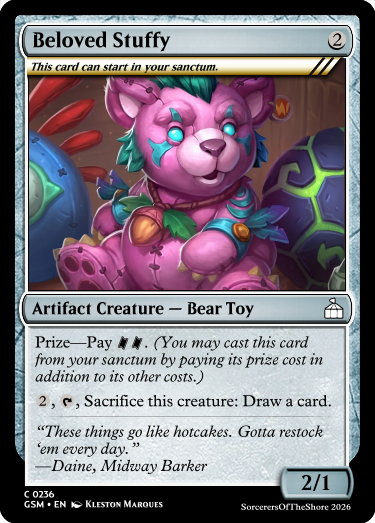 Beloved Stuffy 2
This card can start in your sanctum.
Artifact Creature — Bear Toy
Prize—Pay . (You may cast this card
from your sanctum by paying its prize cost in
addition to its other costs.)
2, , Sacrifice this creature: Draw a card.
“These things go like hotcakes. Gotta restock
’em every day.”
—Daine, Midway Barker
2/1
C 0236
GSM • EN Kleston Marques
SorcerersOfTheShore 2026